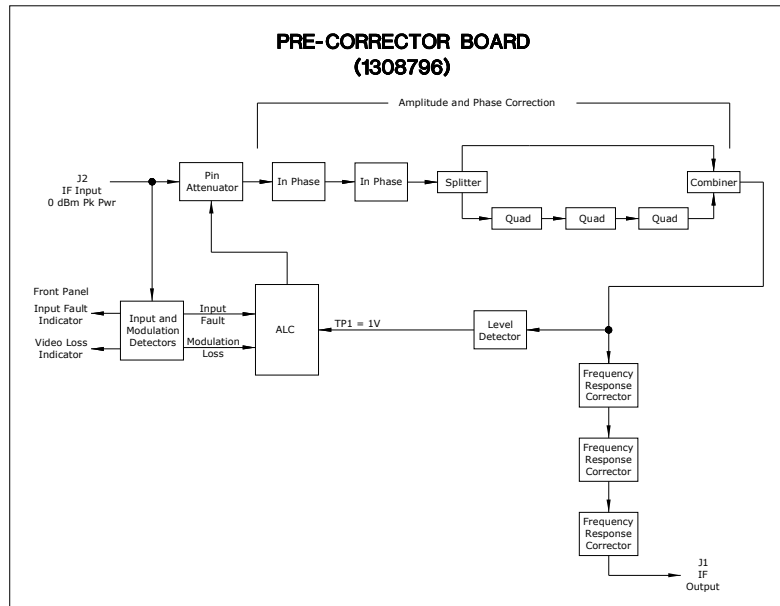 PRE-CORRECTOR BOARD
(1308796)
Amplitude and Phase Correction
J2
IF Input
0 dBm Pk Pwr
Pin
Attenuator
In Phase
In Phase
Splitter
Combiner
Quad
Quad
Quad
Front Panel
Input Fault
Indicator
Video Loss
Indicator
Input and
Modulation
Detectors
Input
Fault
Modulation
Loss
ALC
TP1 = 1V
Level
Detector
Frequency
Response
Corrector
Frequency
Response
Corrector
Frequency
Response
Corrector
J1
IF
Output